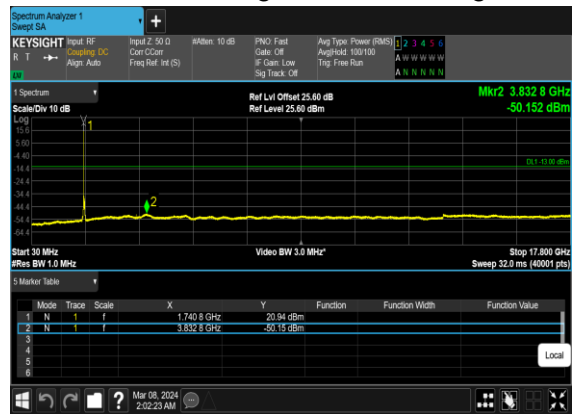 Spectrum Analyzer 1
Swept SA
+
KEYSIGHT Input: RF Input Z: 50 Ω #Atten: 10 dB PNO: Fast Avg Type: Power (RMS) 1 2 3 4 5 6
R T Coupling: DC Corr CCorr Gate: Off Avg|Hold: 100/100 A W W W W W
Align: Auto Freq Ref: Int (S) IF Gain: Low Trig: Free Run
LW Sig Track: Off A N N N N N
1 Spectrum Ref Lvl Offset 25.60 dB Mkr2 3.832 8 GHz
Scale/Div 10 dB Ref Level 25.60 dBm -50.152 dBm
Log
15.6
5.60
-4.40
-14.4
-24.4
-34.4
-44.4
-54.4
-64.4
1
2
DL1 -13.00 dBm
Start 30 MHz Video BW 3.0 MHz* Stop 17.800 GHz
#Res BW 1.0 MHz Sweep 32.0 ms (40001 pts)
5 Marker Table
Mode Trace Scale X Y Function Function Width Function Value
1 N 1 f 1.740 8 GHz 20.94 dBm
2 N 1 f 3.832 8 GHz -50.15 dBm
3
4
5
6
Local
? Mar 08, 2024
2:02:23 AM